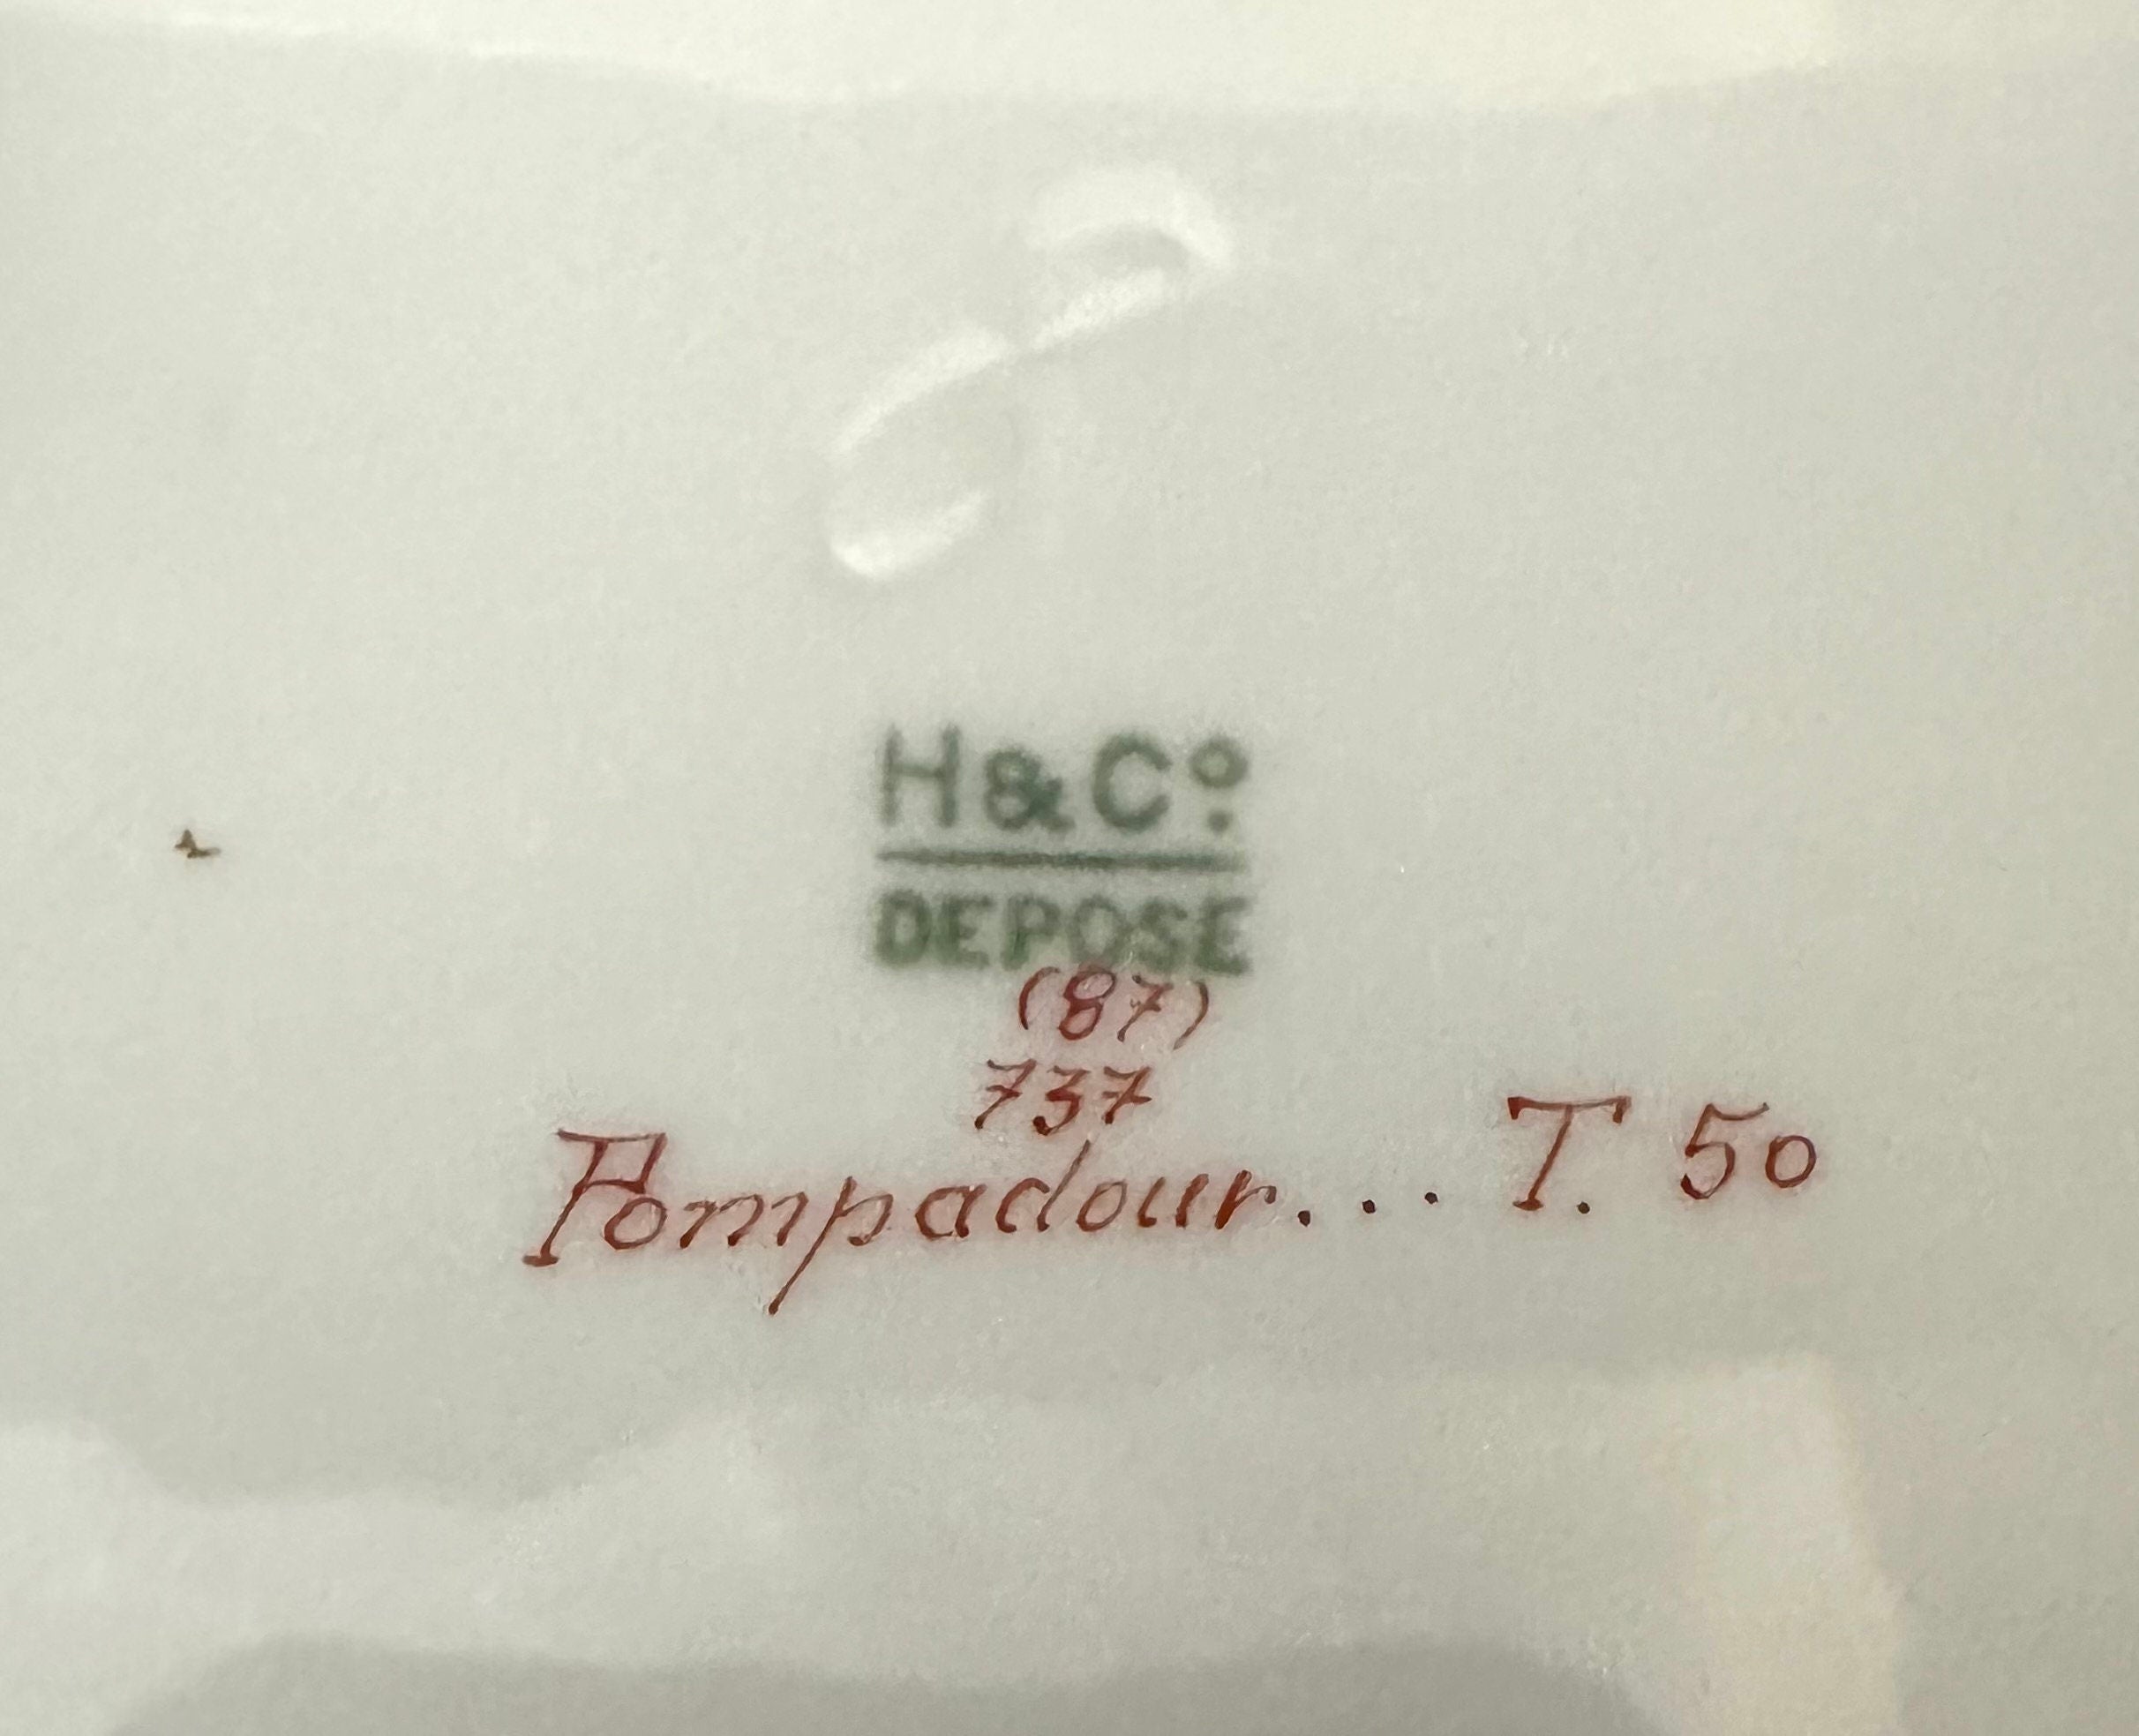 H & Cº.
DEPOSE
(87)
737
Pompadour... T. 50